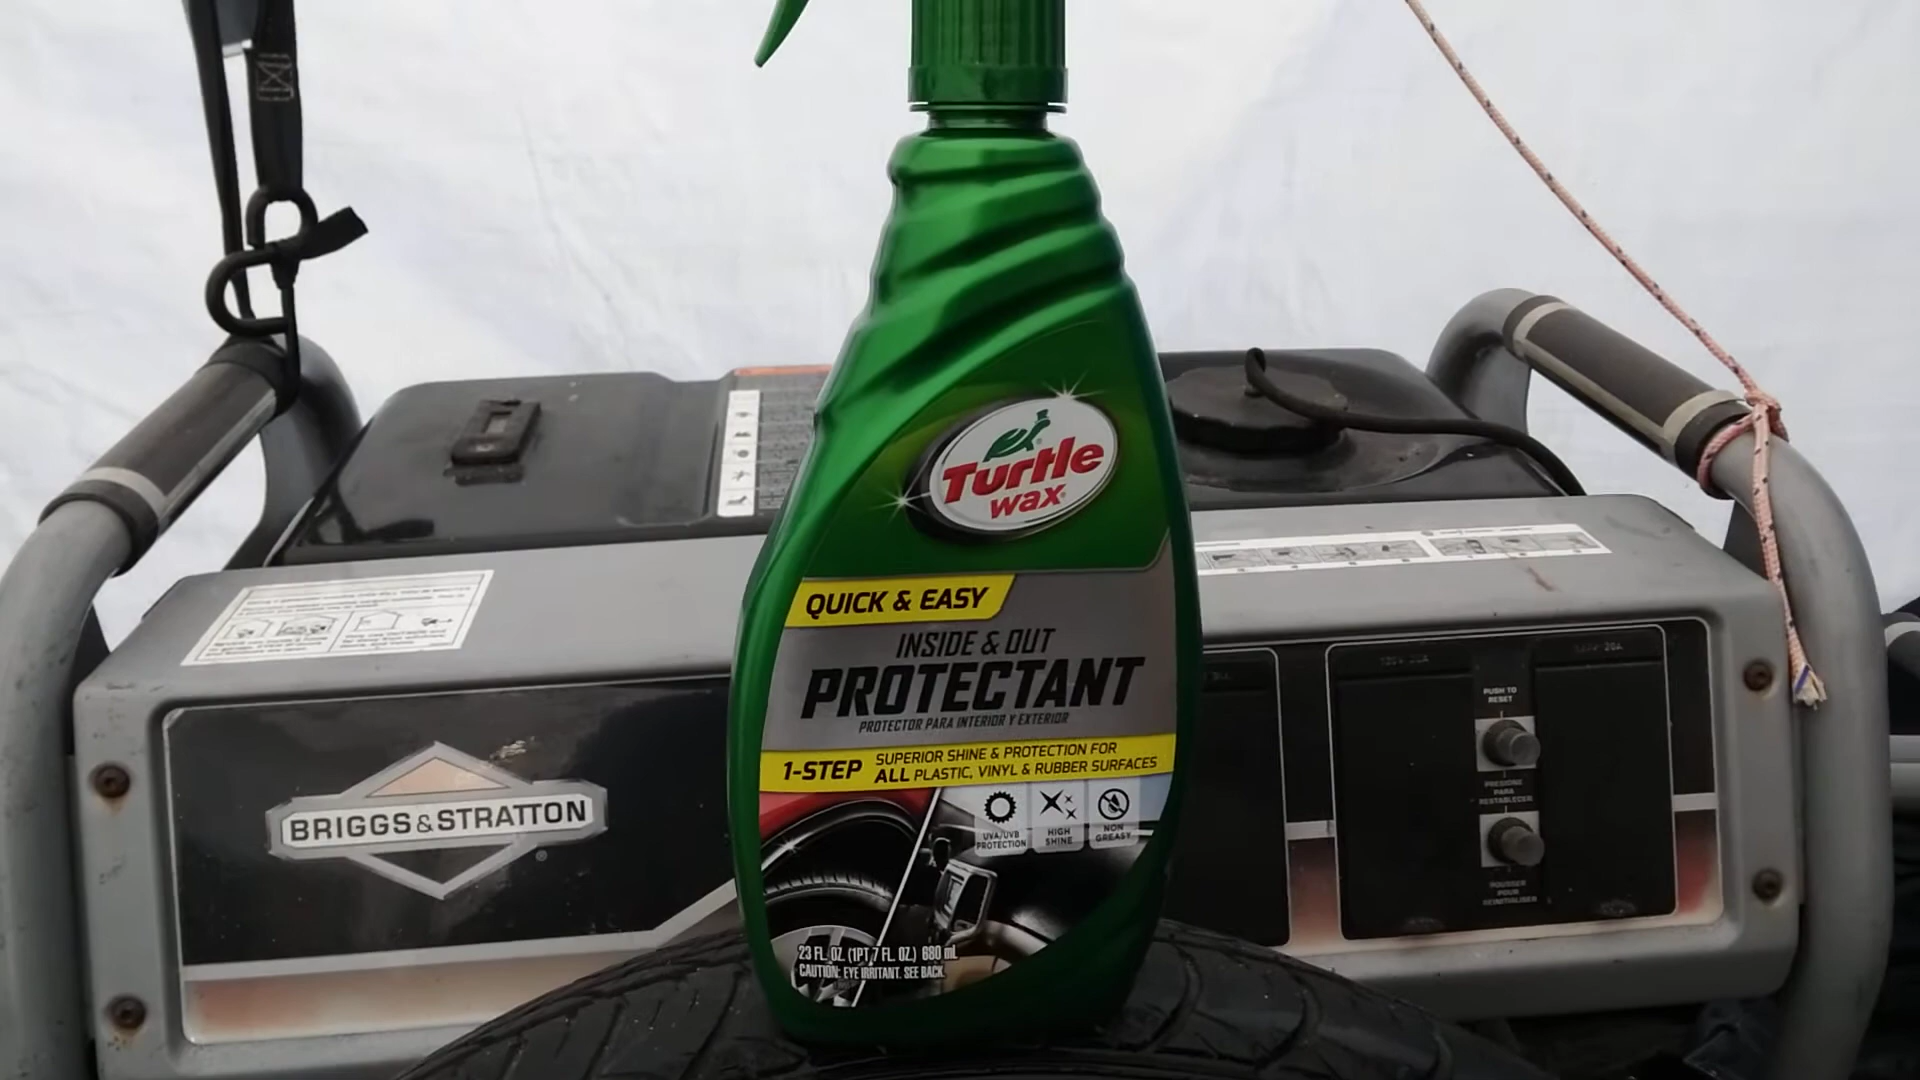 Turtle
wax
QUICK & EASY
INSIDE & OUT
PROTECTANT
PROTECTOR PARA INTERIOR Y EXTERIOR
1-STEP
SUPERIOR SHINE & PROTECTION FOR
ALL PLASTIC, VINYL & RUBBER SURFACES
UVA/UVB
PROTECTION
HIGH
SHINE
NON
GREASY
23 FL. OZ. (1PT 7 FL. OZ.) 680 mL
CAUTION: EYE IRRITANT. SEE BACK.
BRIGGS & STRATTON
PUSH TO
RESET
PRESIONE
PARA
RESTABLECER
POUSSER
POUR
REINITIALISER